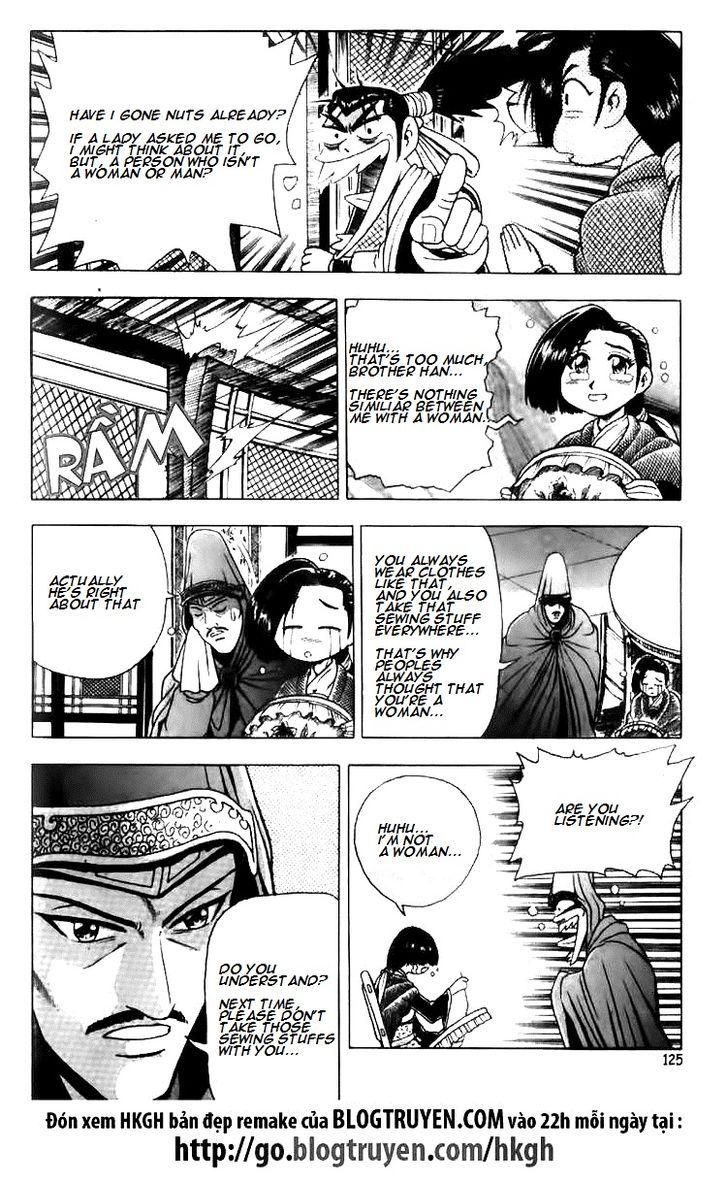 HAVE I GONE NUTS ALREADY?
IF A LADY ASKED ME TO GO,
I MIGHT THINK ABOUT IT,
BUT, A PERSON WHO ISN'T
A WOMAN OR MAN?
RẦM
HUHU...
THAT'S TOO MUCH,
BROTHER HAN...
THERE'S NOTHING
SIMILIAR BETWEEN
ME WITH A WOMAN...
ACTUALLY
HE'S RIGHT
ABOUT THAT
YOU ALWAYS
WEAR CLOTHES
LIKE THAT,
AND YOU ALSO
TAKE THAT
SEWING STUFF
EVERYWHERE...
THAT'S WHY
PEOPLES
ALWAYS
THOUGHT THAT
YOU'RE A
WOMAN...
DO YOU
UNDERSTAND?
NEXT TIME,
PLEASE DON'T
TAKE THOSE
SEWING STUFFS
WITH YOU...
HUHU...
I'M NOT
A WOMAN...
ARE YOU
LISTENING?!
125
Đón xem HKGH bản đẹp remake của BLOGTRUYEN.COM vào 22h mỗi ngày tại :
http://go.blogtruyen.com/hkgh